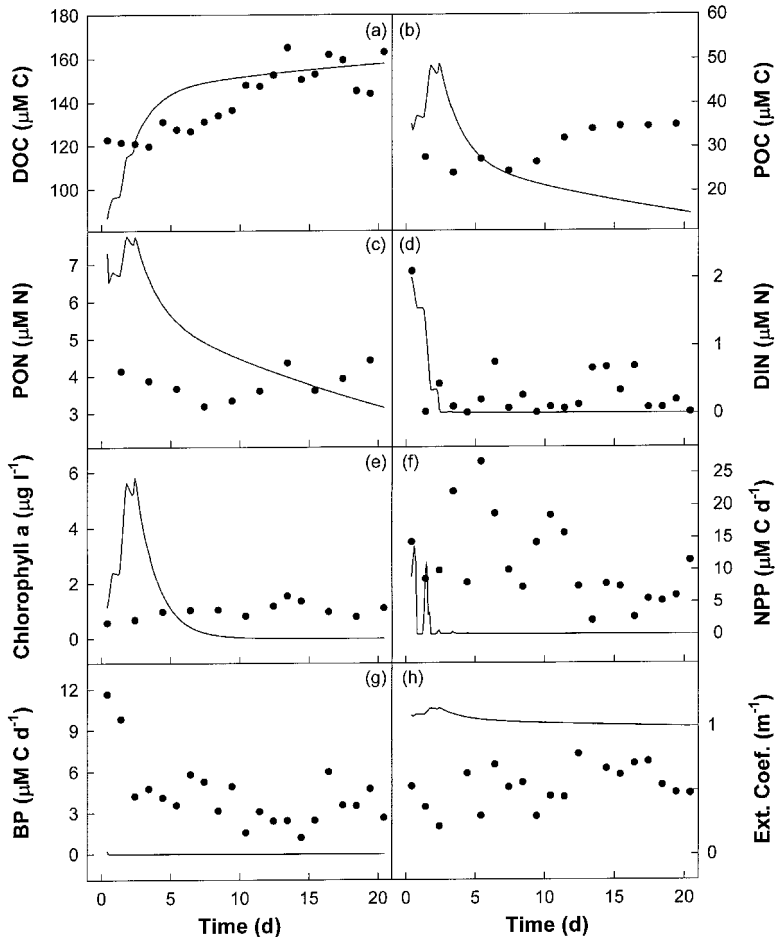 (a)
180
160
140
120
100
DOC (μM C)
(b)
60
50
40
30
20
POC (μM C)
(c)
7
6
5
4
3
PON (μM N)
(d)
2
1
0
DIN (μM N)
(e)
6
4
2
0
Chlorophyll a (μg l⁻¹)
(f)
25
20
15
10
5
0
NPP (μM C d⁻¹)
(g)
12
9
6
3
0
BP (μM C d⁻¹)
(h)
1
0
Ext. Coef. (m⁻¹)
0 5 10 15 20
Time (d)
0 5 10 15 20
Time (d)